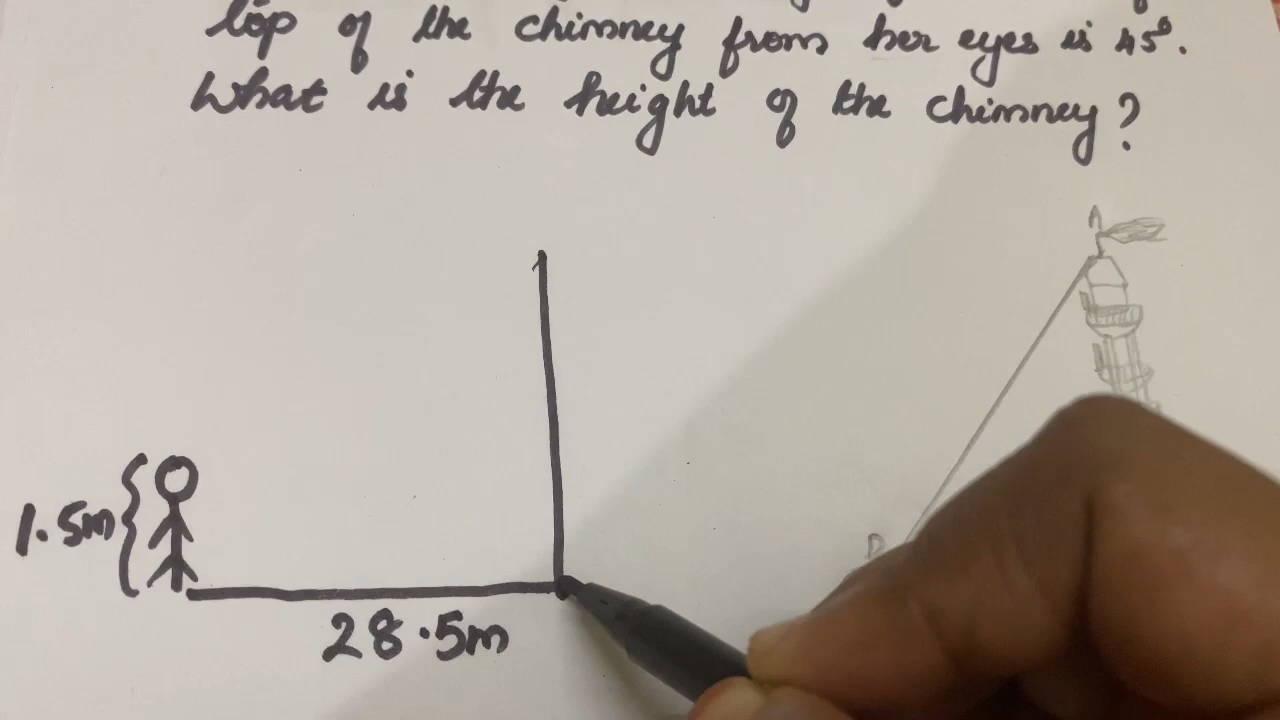 top of the chimney from her eyes is 45°.
What is the height of the chimney?
A
1.5m
D
28.5m